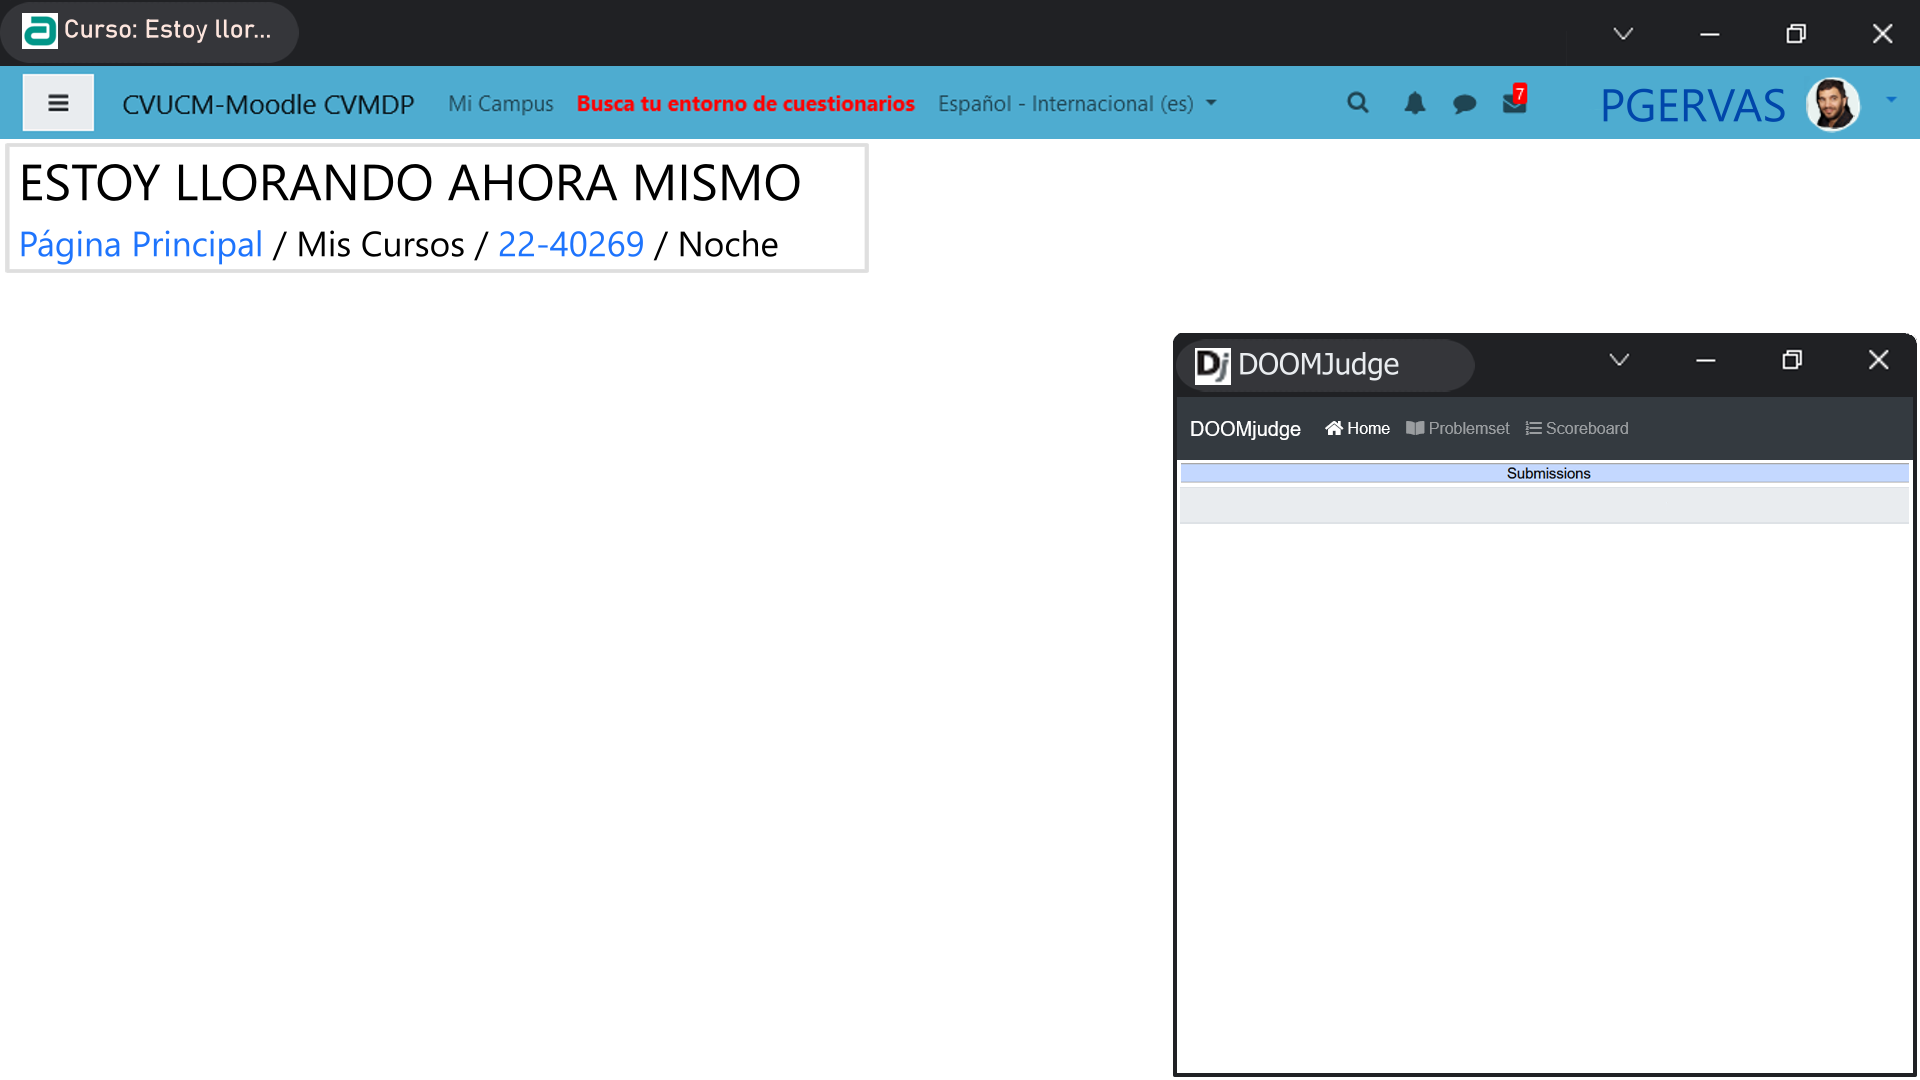 Curso: Estoy llor...
CVUCM-Moodle CVMDP Mi Campus Busca tu entorno de cuestionarios Español - Internacional (es) 7 PGERVAS
ESTOY LLORANDO AHORA MISMO
Página Principal / Mis Cursos / 22-40269 / Noche
Dj DOOMJudge
DOOMjudge Home Problemset Scoreboard
Submissions